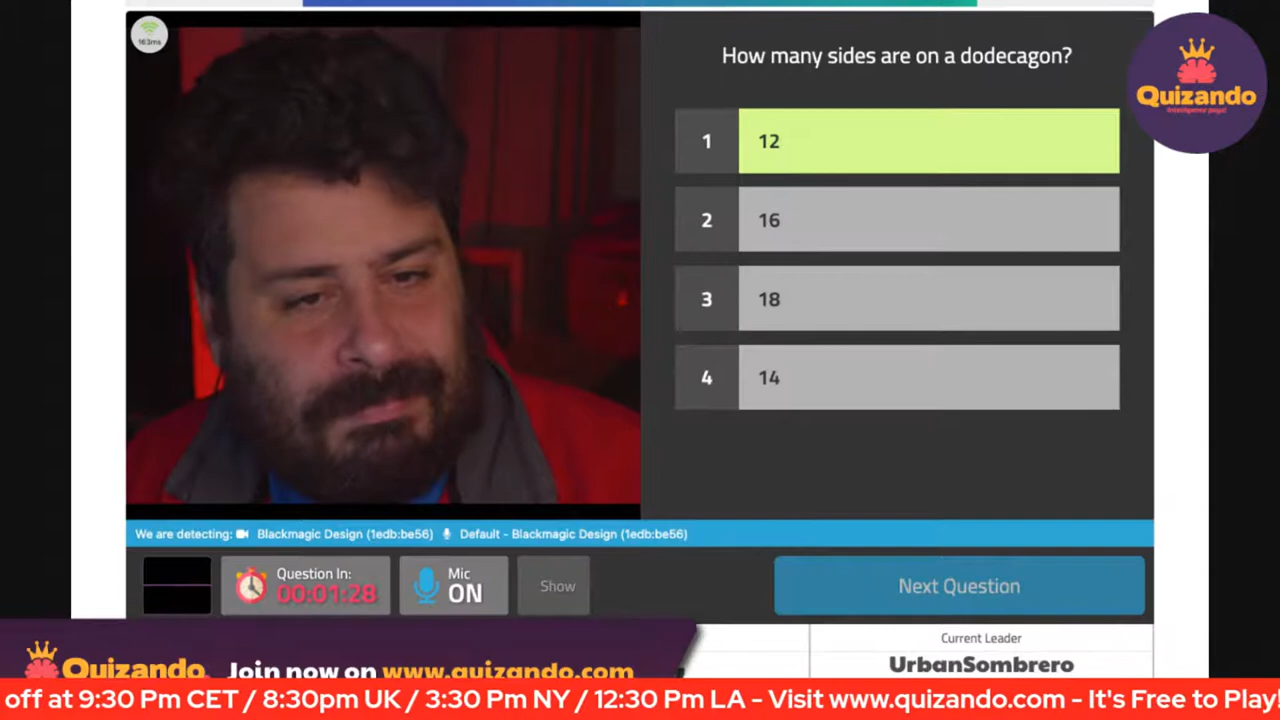 163ms
How many sides are on a dodecagon?
Quizando
1
12
2
16
3
18
4
14
We are detecting: Blackmagic Design (1edb:be56) Default - Blackmagic Design (1edb:be56)
Question In:
00:01:28
Mic
ON
Show
Next Question
Current Leader
UrbanSombrero
Quizando
Join now on www.quizando.com
off at 9:30 Pm CET / 8:30pm UK / 3:30 Pm NY / 12:30 Pm LA - Visit www.quizando.com - It's Free to Play!